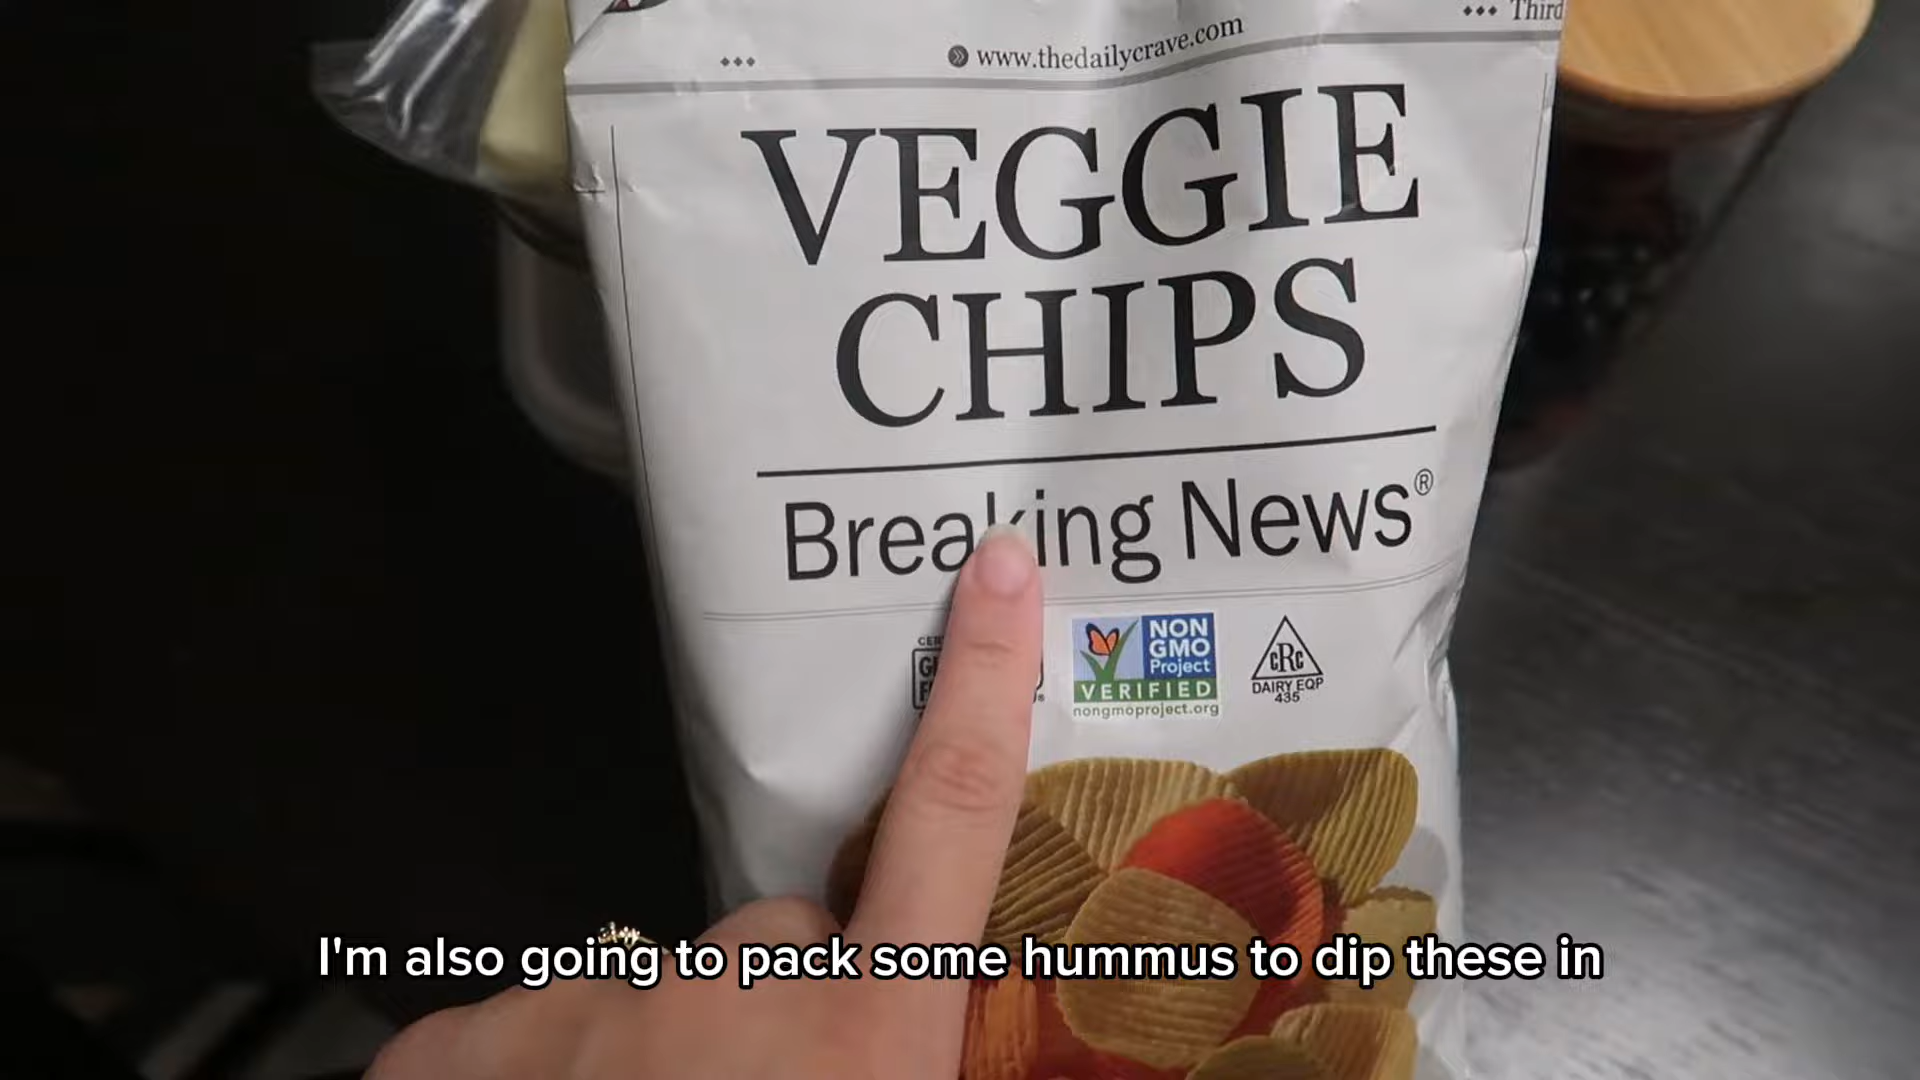 Third
www.thedailycrave.com
VEGGIE
CHIPS
Breaking News®
NON
GMO
Project
VERIFIED
nongmoproject.org
cRc
DAIRY EQP
435
I'm also going to pack some hummus to dip these in